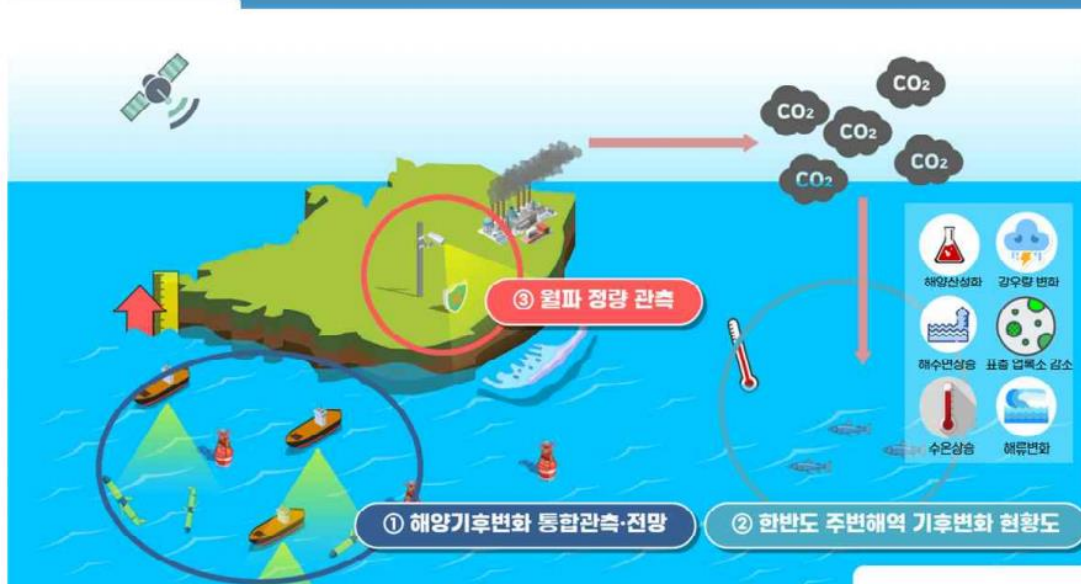 CO₂
CO₂
CO₂
CO₂
CO₂
해양산성화 강우량 변화
③ 월파 정량 관측
해수면상승 표층 엽록소 감소
수온상승 해류변화
① 해양기후변화 통합관측·전망
② 한반도 주변해역 기후변화 현황도